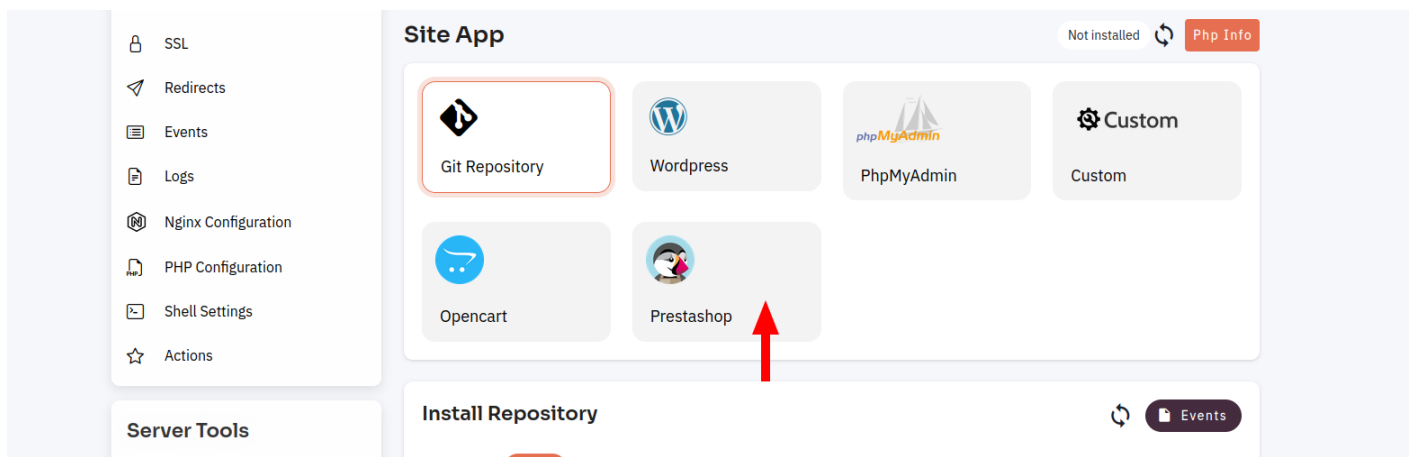 SSL
Redirects
Events
Logs
Nginx Configuration
PHP PHP Configuration
Shell Settings
Actions
Server Tools
Site App
Not installed
Php Info
Git Repository
Wordpress
phpMyAdmin
PhpMyAdmin
Custom
Custom
Opencart
Prestashop
Install Repository
Events